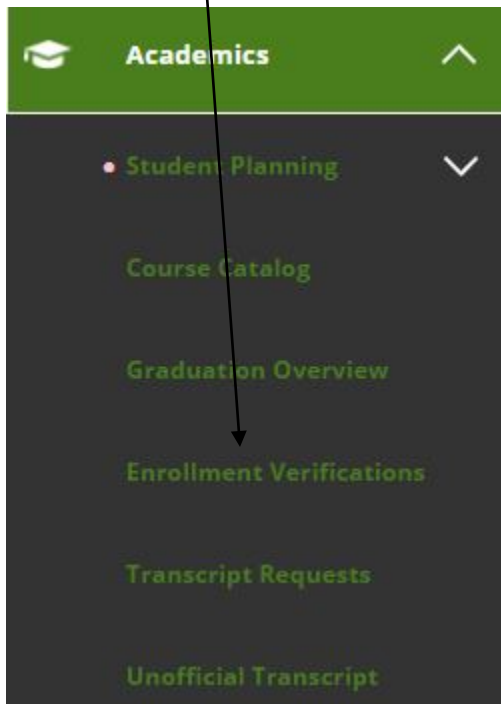 Academics
Student Planning
Course Catalog
Graduation Overview
Enrollment Verifications
Transcript Requests
Unofficial Transcript